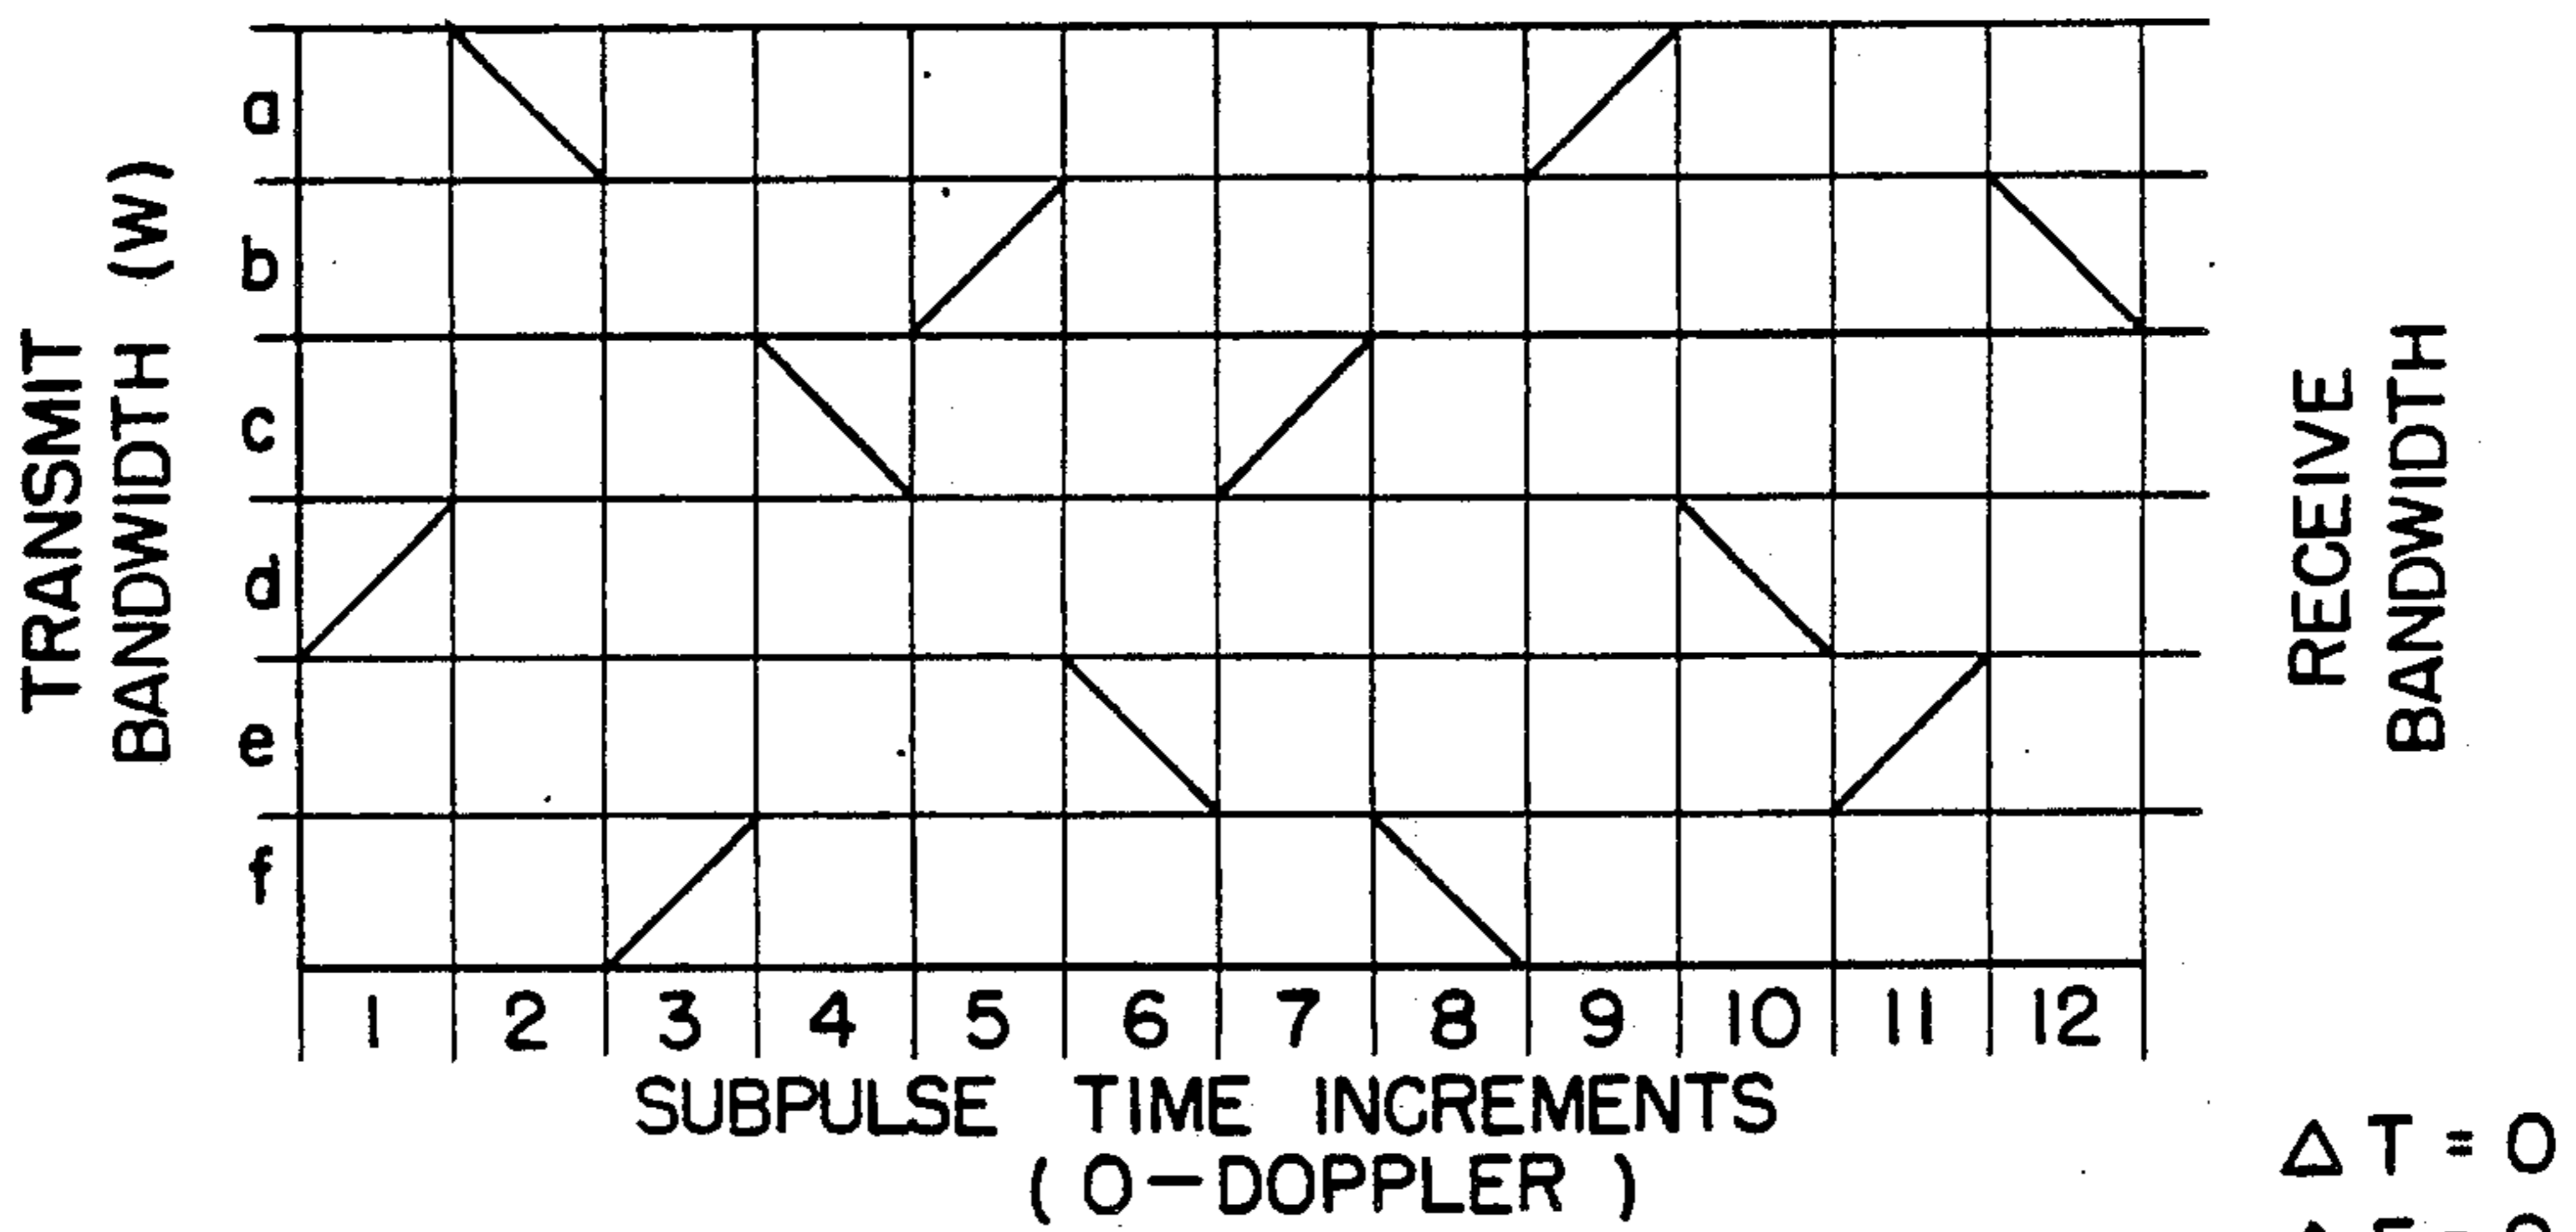 TRANSMIT
BANDWIDTH (W)
a
b
c
d
e
f
RECEIVE
BANDWIDTH
1 2 3 4 5 6 7 8 9 10 11 12
SUBPULSE TIME INCREMENTS
( 0-DOPPLER )
Δ T = 0